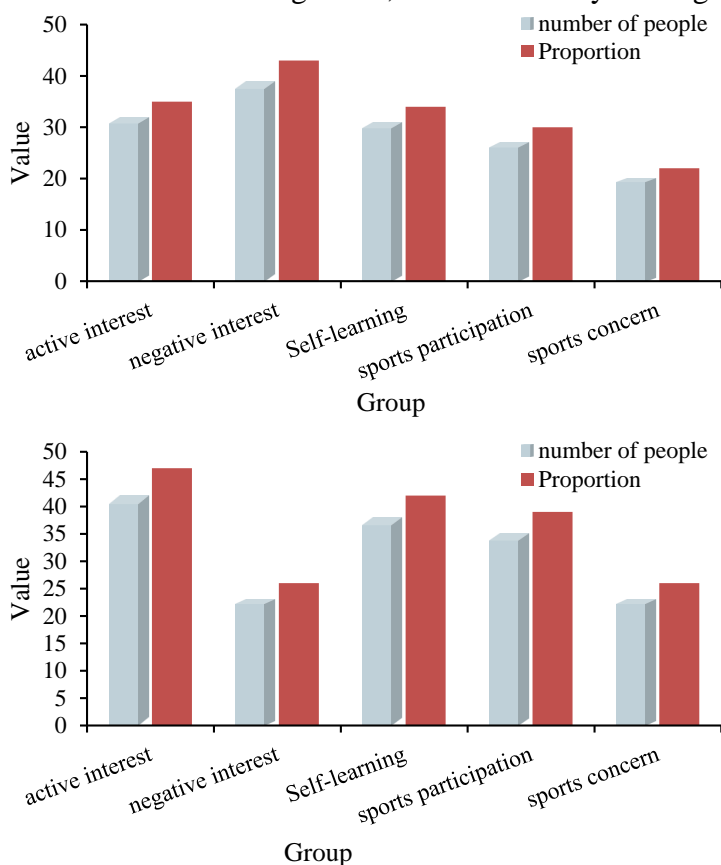 number of people
Proportion
50
40
30
20
10
0
Value
active interest
negative interest
Self-learning
sports participation
sports concern
Group
number of people
Proportion
50
45
40
35
30
25
20
15
10
5
0
Value
active interest
negative interest
Self-learning
sports participation
sports concern
Group